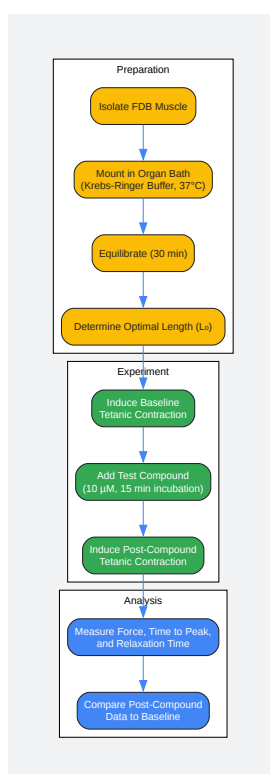 Preparation
Isolate FDB Muscle
Mount in Organ Bath
(Krebs-Ringer Buffer, 37°C)
Equilibrate (30 min)
Determine Optimal Length (L₀)
Experiment
Induce Baseline
Tetanic Contraction
Add Test Compound
(10 µM, 15 min incubation)
Induce Post-Compound
Tetanic Contraction
Analysis
Measure Force, Time to Peak,
and Relaxation Time
Compare Post-Compound
Data to Baseline